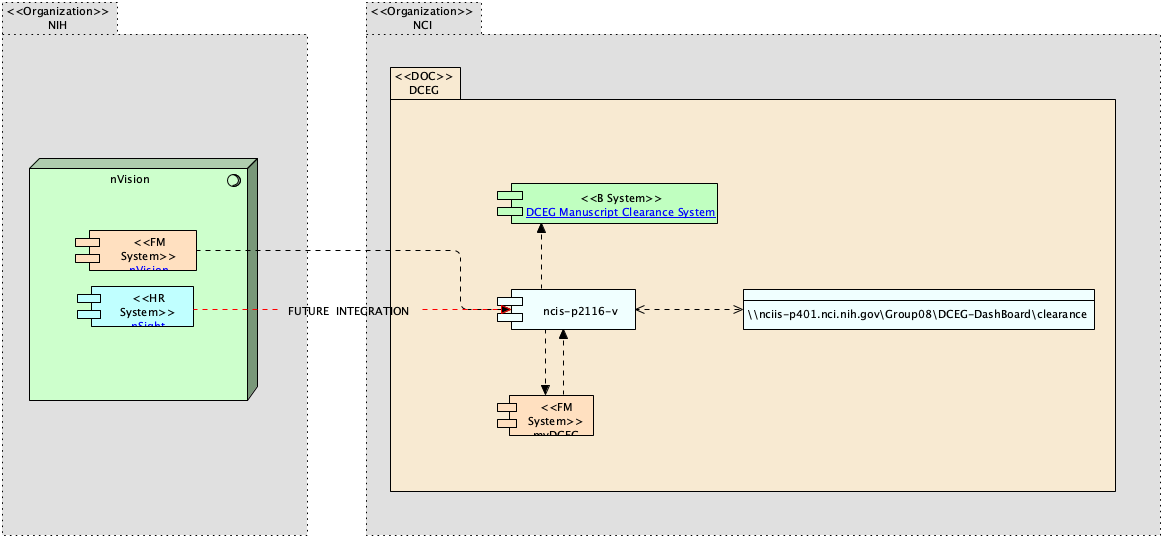 <<Organization>>
NIH
<<Organization>>
NCI
<<DOC>>
DCEG
nVision
<<B System>>
DCEG Manuscript Clearance System
<<FM
System>>
nVision
<<HR
System>>
nSight
FUTURE INTEGRATION
ncis-p2116-v
\\nciis-p401.nci.nih.gov\Group08\DCEG-DashBoard\clearance
<<FM
System>>
myDCEG